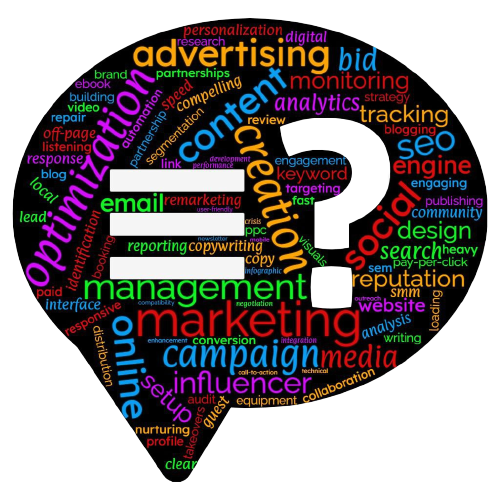 personalization
research
digital
advertising
bid
brand
partnerships
monitoring
ebook
building
video
repair
automation
speed
compelling
content
analytics
strategy
tracking
off-page
listening
response
optimization
partnership
segmentation
review
creation
blogging
seo
blog
link
development
performance
engagement
keyword
engine
targeting
engaging
local
lead
email
remarketing
user-friendly
fast
social
publishing
community
identification
crisis
ppc
design
reporting
copywriting
newsletter
mobile
visuals
search
heavy
booking
copy
infographic
sem
pay-per-click
management
reputation
paid
interface
compatibility
negotiation
outreach
smm
website
loading
responsive
marketing
analysis
distribution
online
enhancement
conversion
integration
writing
campaign
media
call-to-action
technical
setup
influencer
collaboration
audit
guest
equipment
takeovers
nurturing
profile
clear
?